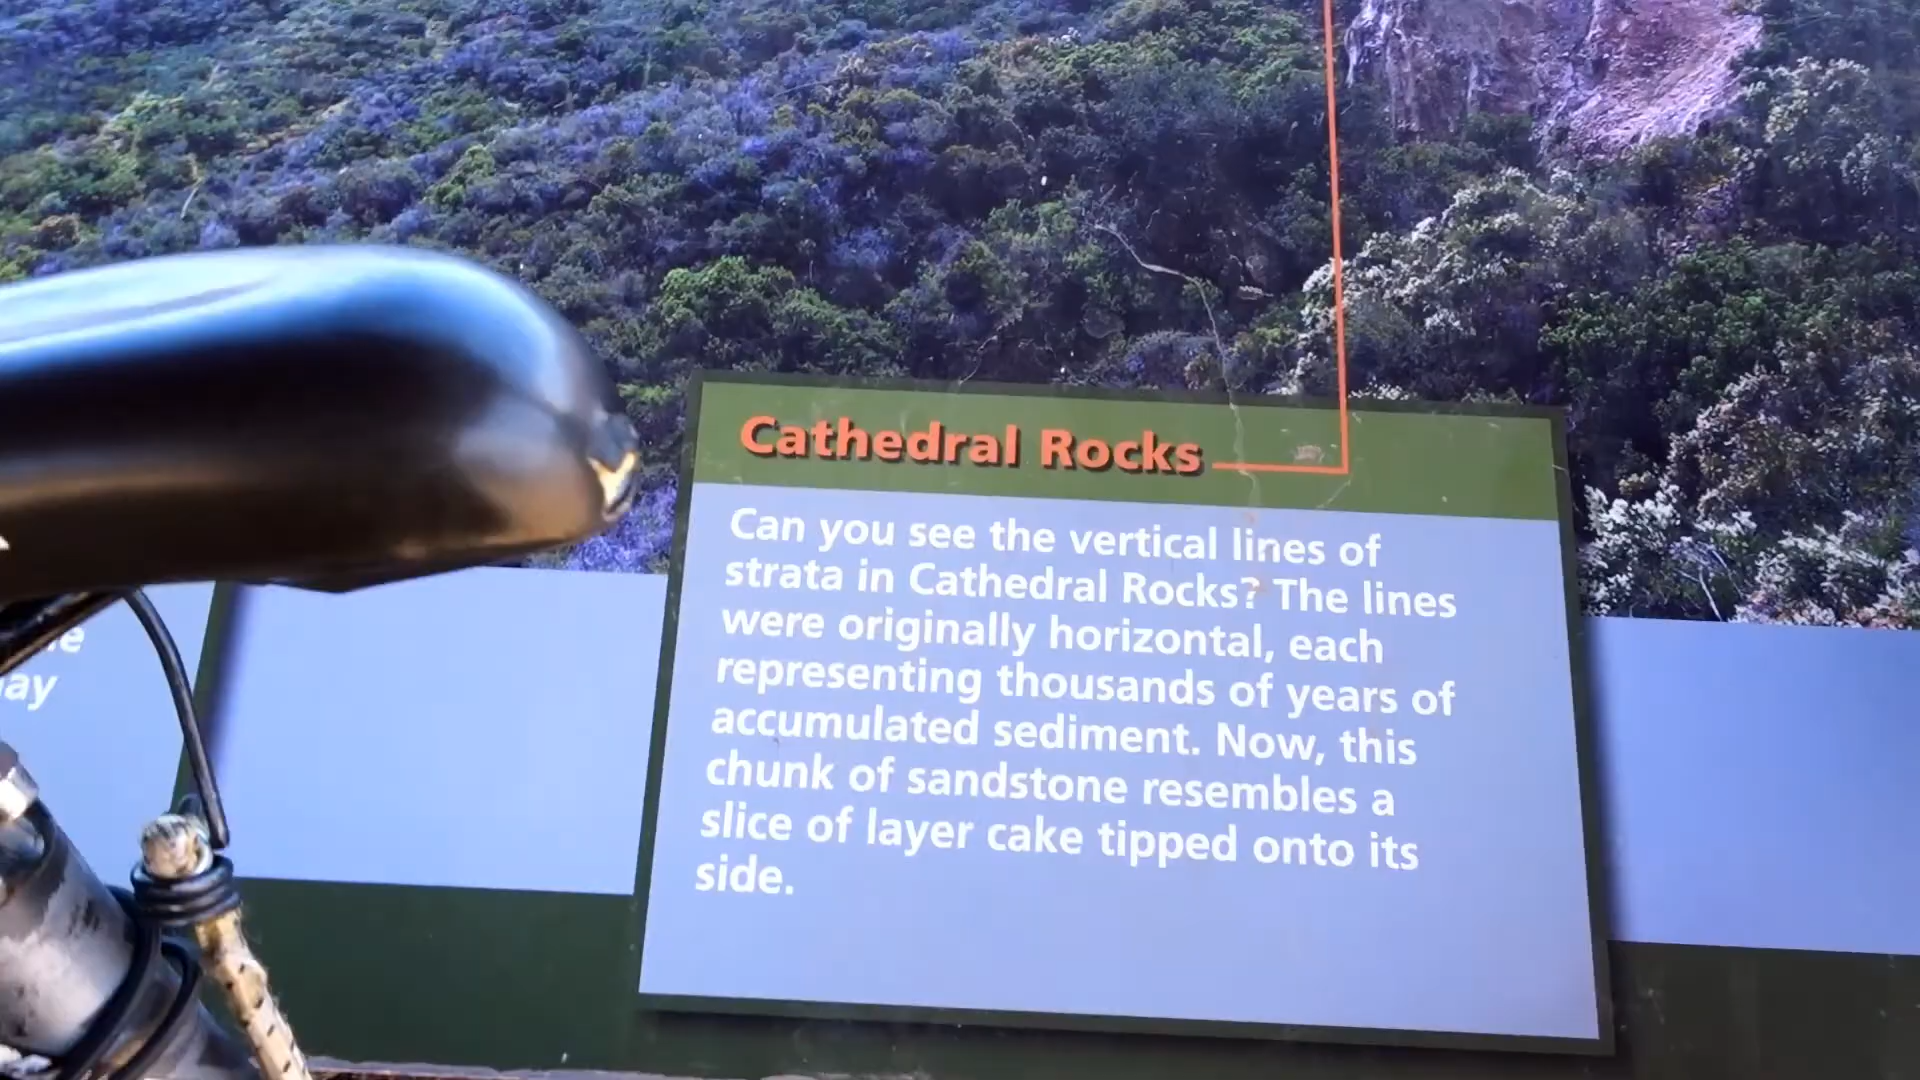 Cathedral Rocks
Can you see the vertical lines of
strata in Cathedral Rocks? The lines
were originally horizontal, each
representing thousands of years of
accumulated sediment. Now, this
chunk of sandstone resembles a
slice of layer cake tipped onto its
side.